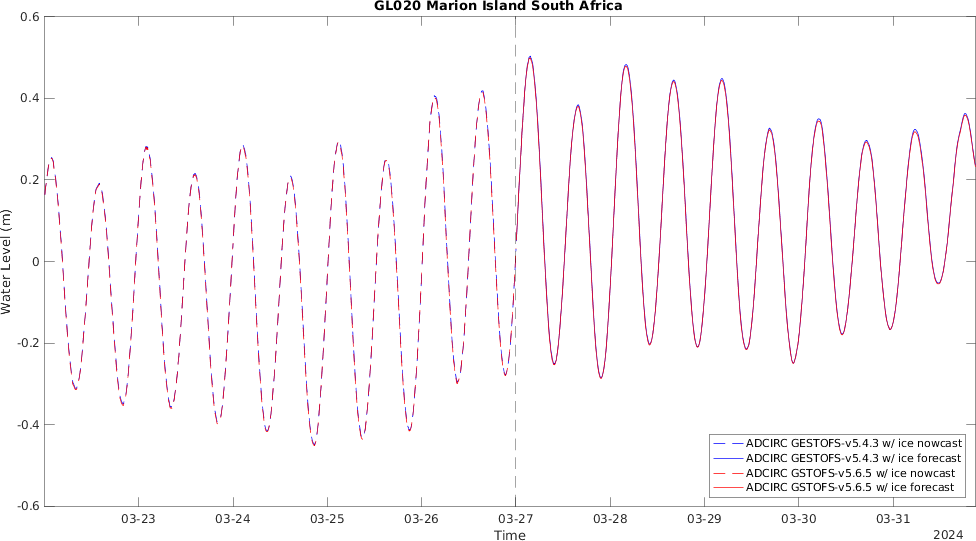 GL020 Marion Island South Africa
0.6
0.4
0.2
0
-0.2
-0.4
-0.6
Water Level (m)
ADCIRC GESTOFS-v5.4.3 w/ ice nowcast
ADCIRC GESTOFS-v5.4.3 w/ ice forecast
ADCIRC GSTOFS-v5.6.5 w/ ice nowcast
ADCIRC GSTOFS-v5.6.5 w/ ice forecast
03-23 03-24 03-25 03-26 03-27 03-28 03-29 03-30 03-31
Time
2024